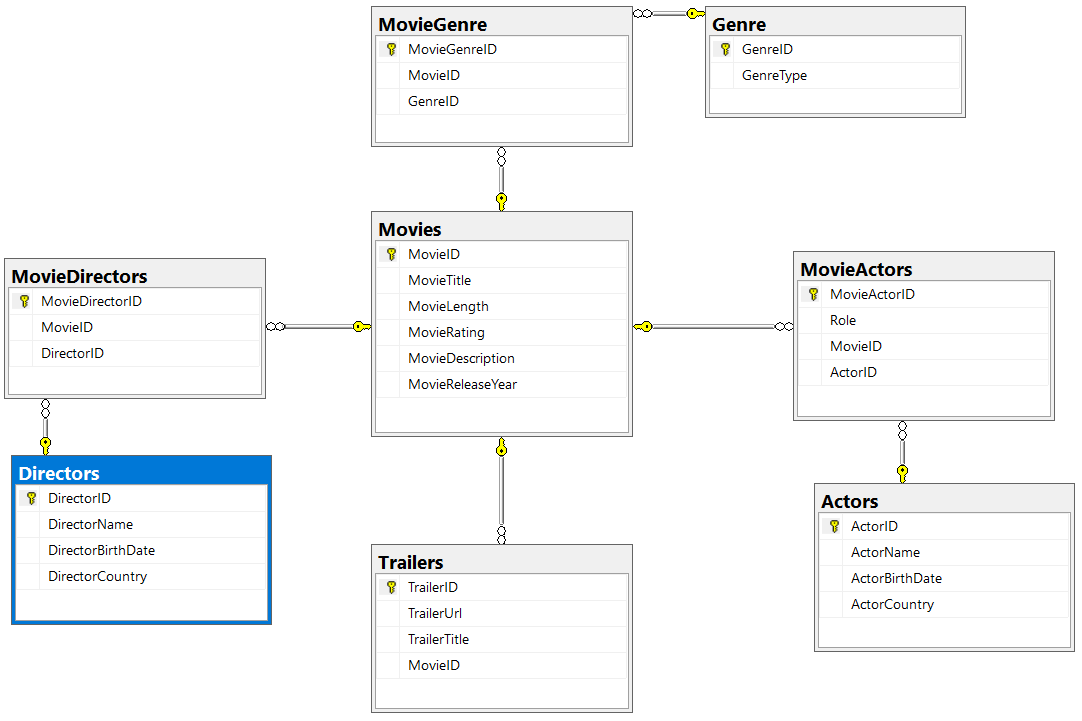 MovieGenre
MovieGenreID
MovieID
GenreID
Genre
GenreID
GenreType
Movies
MovieID
MovieTitle
MovieLength
MovieRating
MovieDescription
MovieReleaseYear
MovieDirectors
MovieDirectorID
MovieID
DirectorID
MovieActors
MovieActorID
Role
MovieID
ActorID
Directors
DirectorID
DirectorName
DirectorBirthDate
DirectorCountry
Trailers
TrailerID
TrailerUrl
TrailerTitle
MovieID
Actors
ActorID
ActorName
ActorBirthDate
ActorCountry